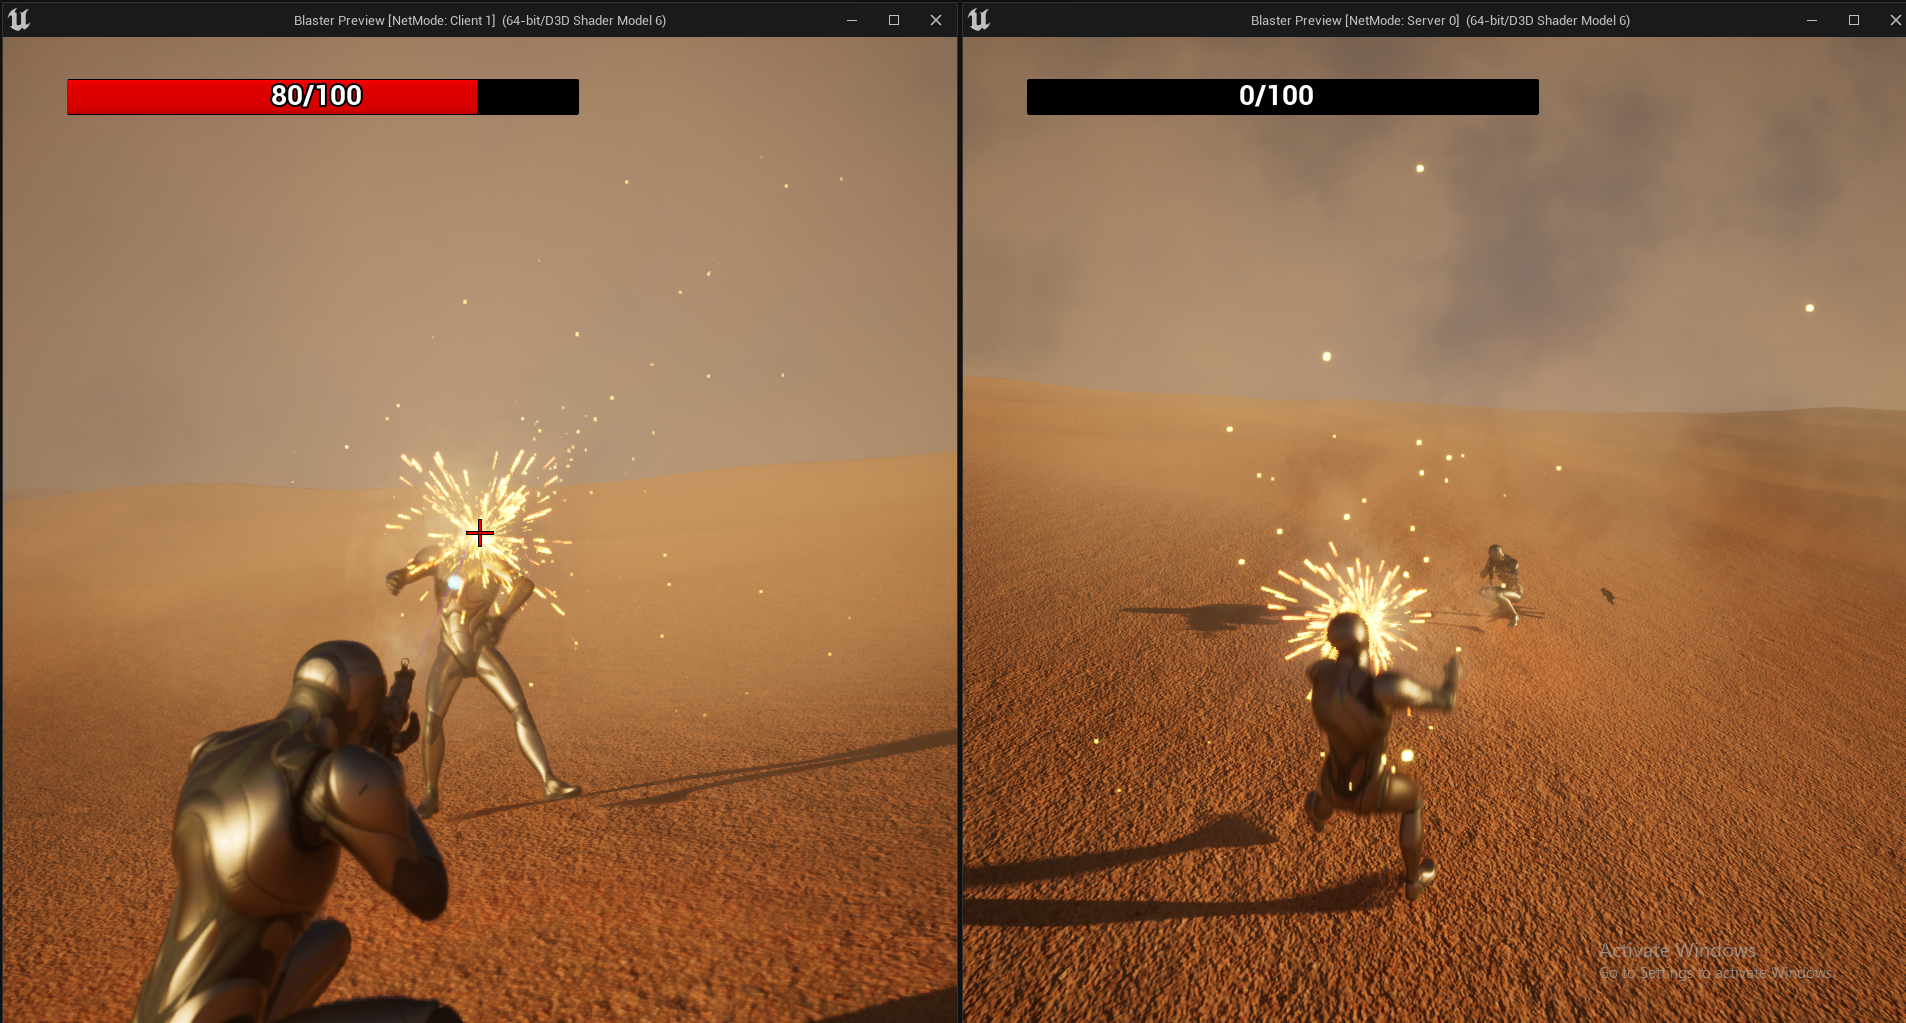 Blaster Preview [NetMode: Client 1] (64-bit/D3D Shader Model 6)
80/100
Blaster Preview [NetMode: Server 0] (64-bit/D3D Shader Model 6)
0/100
Activate Windows
Go to Settings to activate Windows.